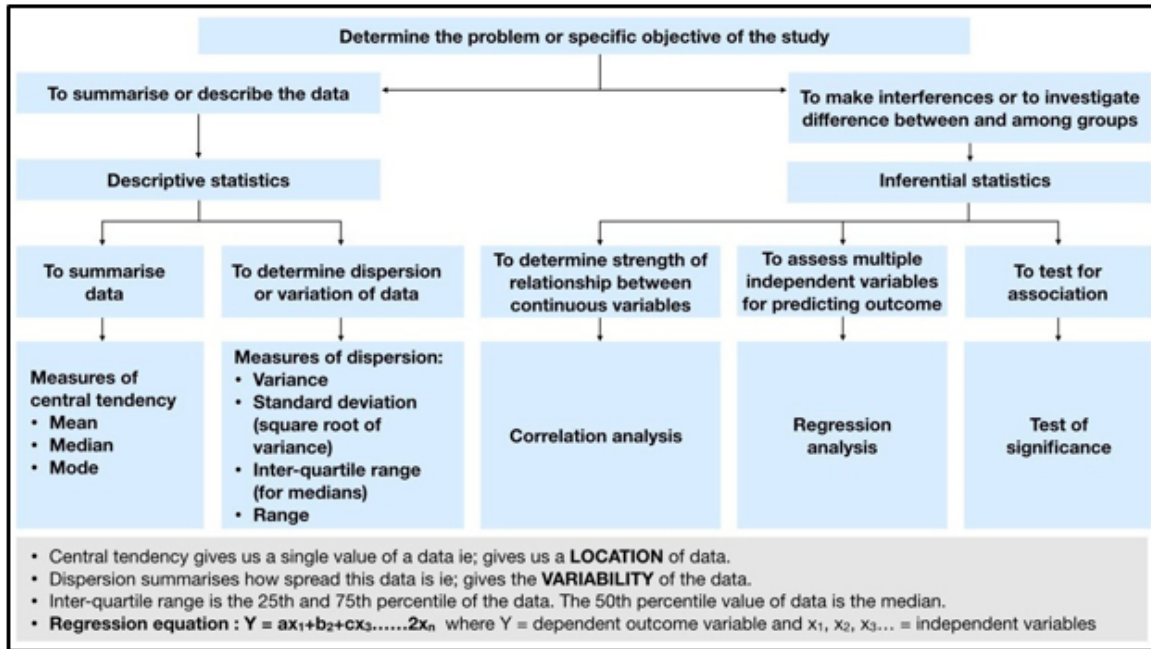 Determine the problem or specific objective of the study
To summarise or describe the data
To make interferences or to investigate
difference between and among groups
Descriptive statistics
Inferential statistics
To summarise
data
To determine dispersion
or variation of data
To determine strength of
relationship between
continuous variables
To assess multiple
independent variables
for predicting outcome
To test for
association
Measures of
central tendency
• Mean
• Median
• Mode
Measures of dispersion:
• Variance
• Standard deviation
(square root of
variance)
• Inter-quartile range
(for medians)
• Range
Correlation analysis
Regression
analysis
Test of
significance
• Central tendency gives us a single value of a data ie; gives us a LOCATION of data.
• Dispersion summarises how spread this data is ie; gives the VARIABILITY of the data.
• Inter-quartile range is the 25th and 75th percentile of the data. The 50th percentile value of data is the median.
• Regression equation : Y = ax₁+b₂+cx₃......2xₙ where Y = dependent outcome variable and x₁, x₂, x₃... = independent variables